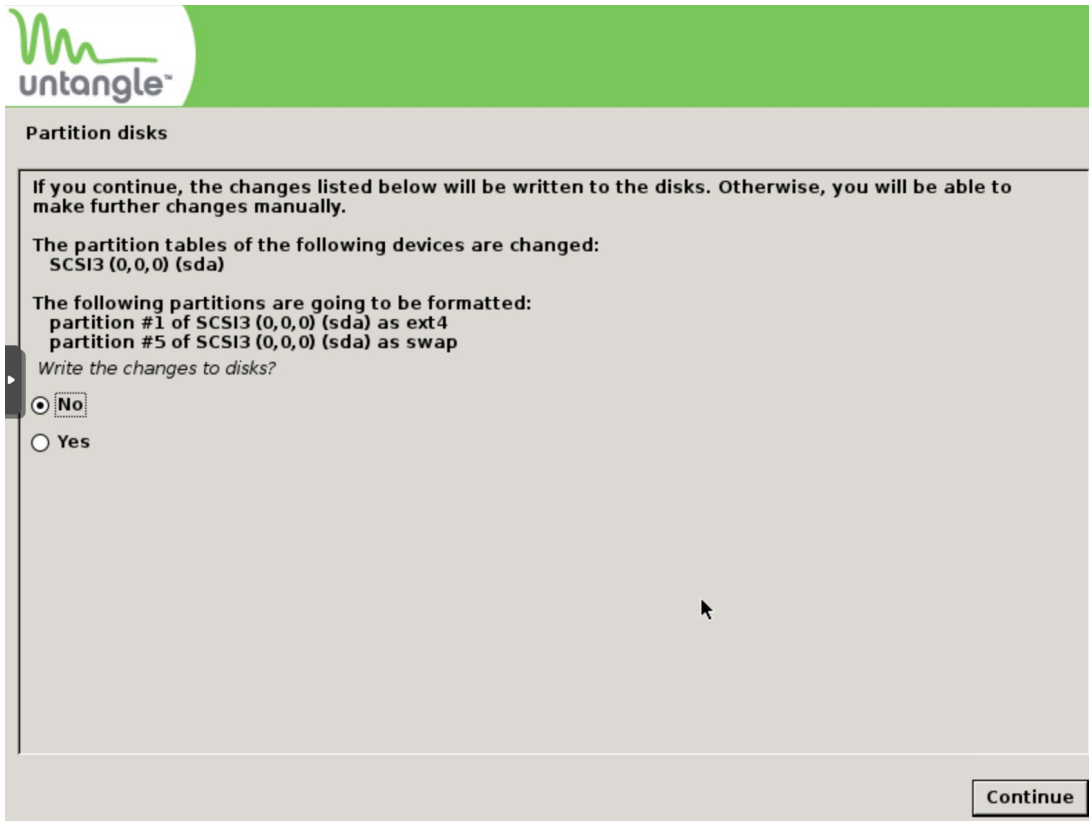 untangle™
Partition disks
If you continue, the changes listed below will be written to the disks. Otherwise, you will be able to
make further changes manually.
The partition tables of the following devices are changed:
SCSI3 (0,0,0) (sda)
The following partitions are going to be formatted:
partition #1 of SCSI3 (0,0,0) (sda) as ext4
partition #5 of SCSI3 (0,0,0) (sda) as swap
Write the changes to disks?
No
Yes
Continue